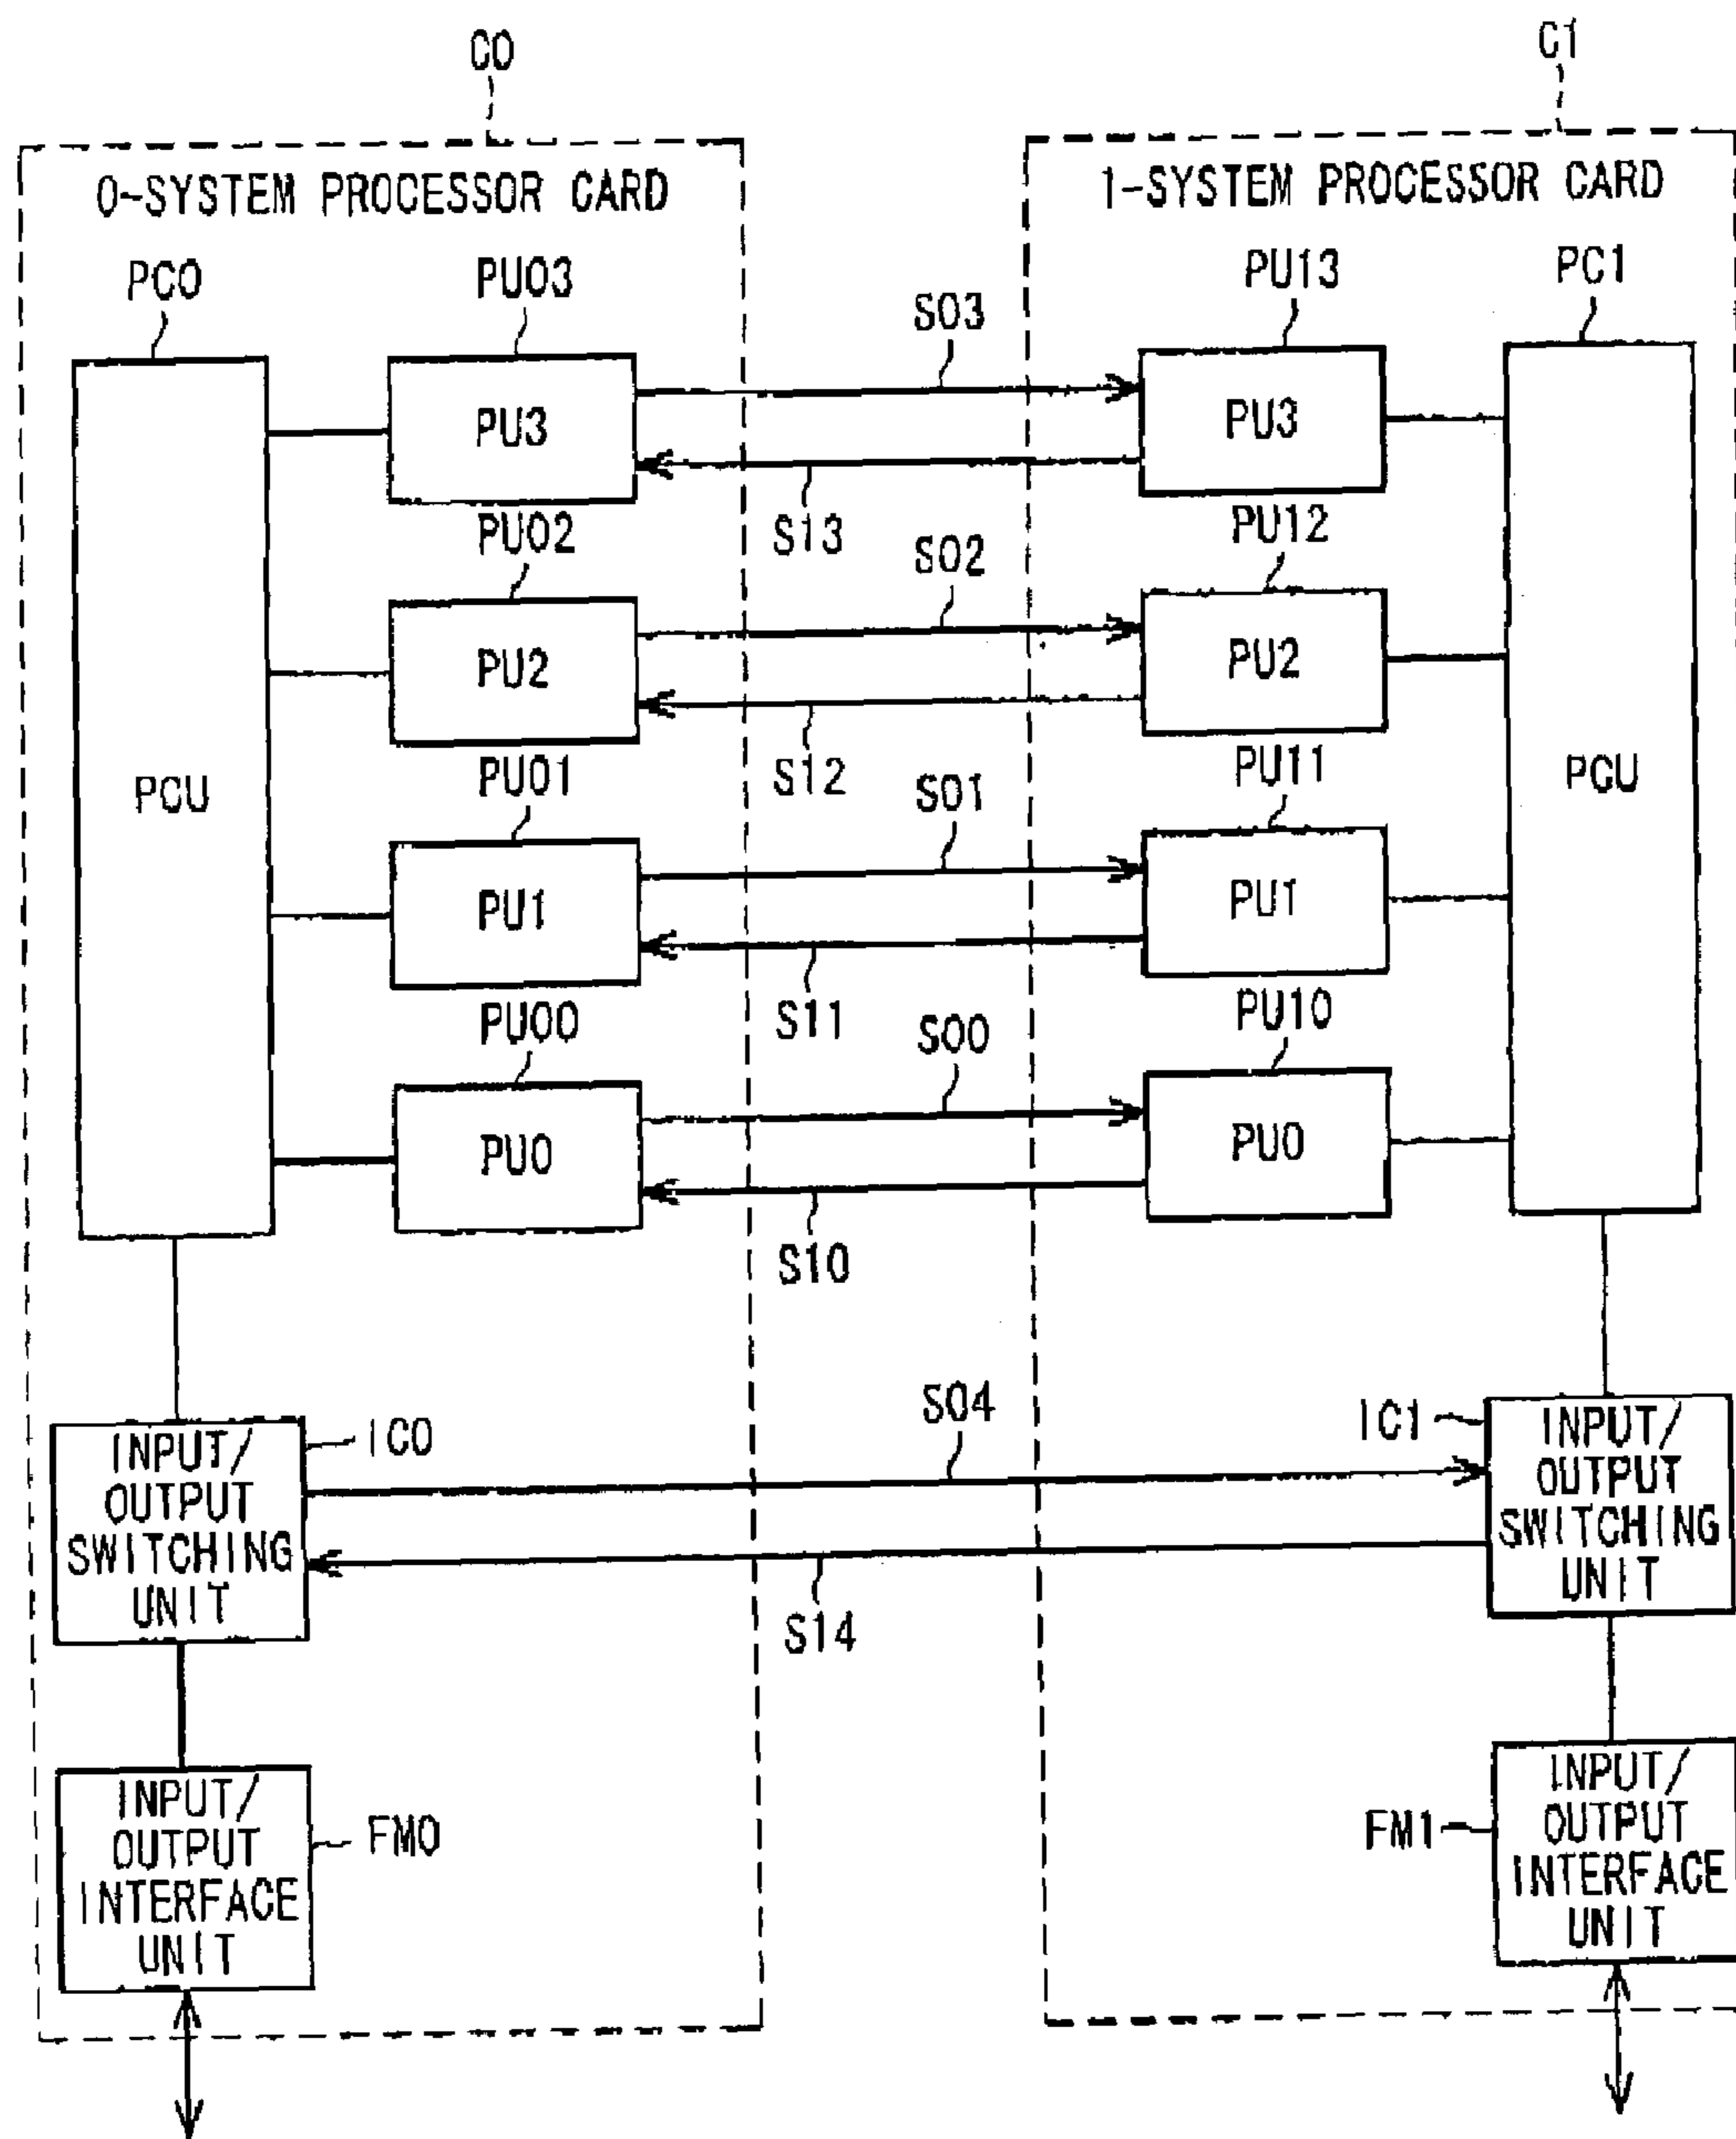 C0
C1
0-SYSTEM PROCESSOR CARD
1-SYSTEM PROCESSOR CARD
PC0
PU03
S03
PU13
PC1
PU3
PU3
S13
PU02
S02
PU12
PU2
PU2
S12
PCU
PCU
PU01
S01
PU11
PU1
PU1
S11
PU00
S00
PU10
PU0
PU0
S10
S04
IC0
IC1
INPUT/
OUTPUT
SWITCHING
UNIT
INPUT/
OUTPUT
SWITCHING
UNIT
S14
INPUT/
OUTPUT
INTERFACE
UNIT
FM0
FM1
INPUT/
OUTPUT
INTERFACE
UNIT